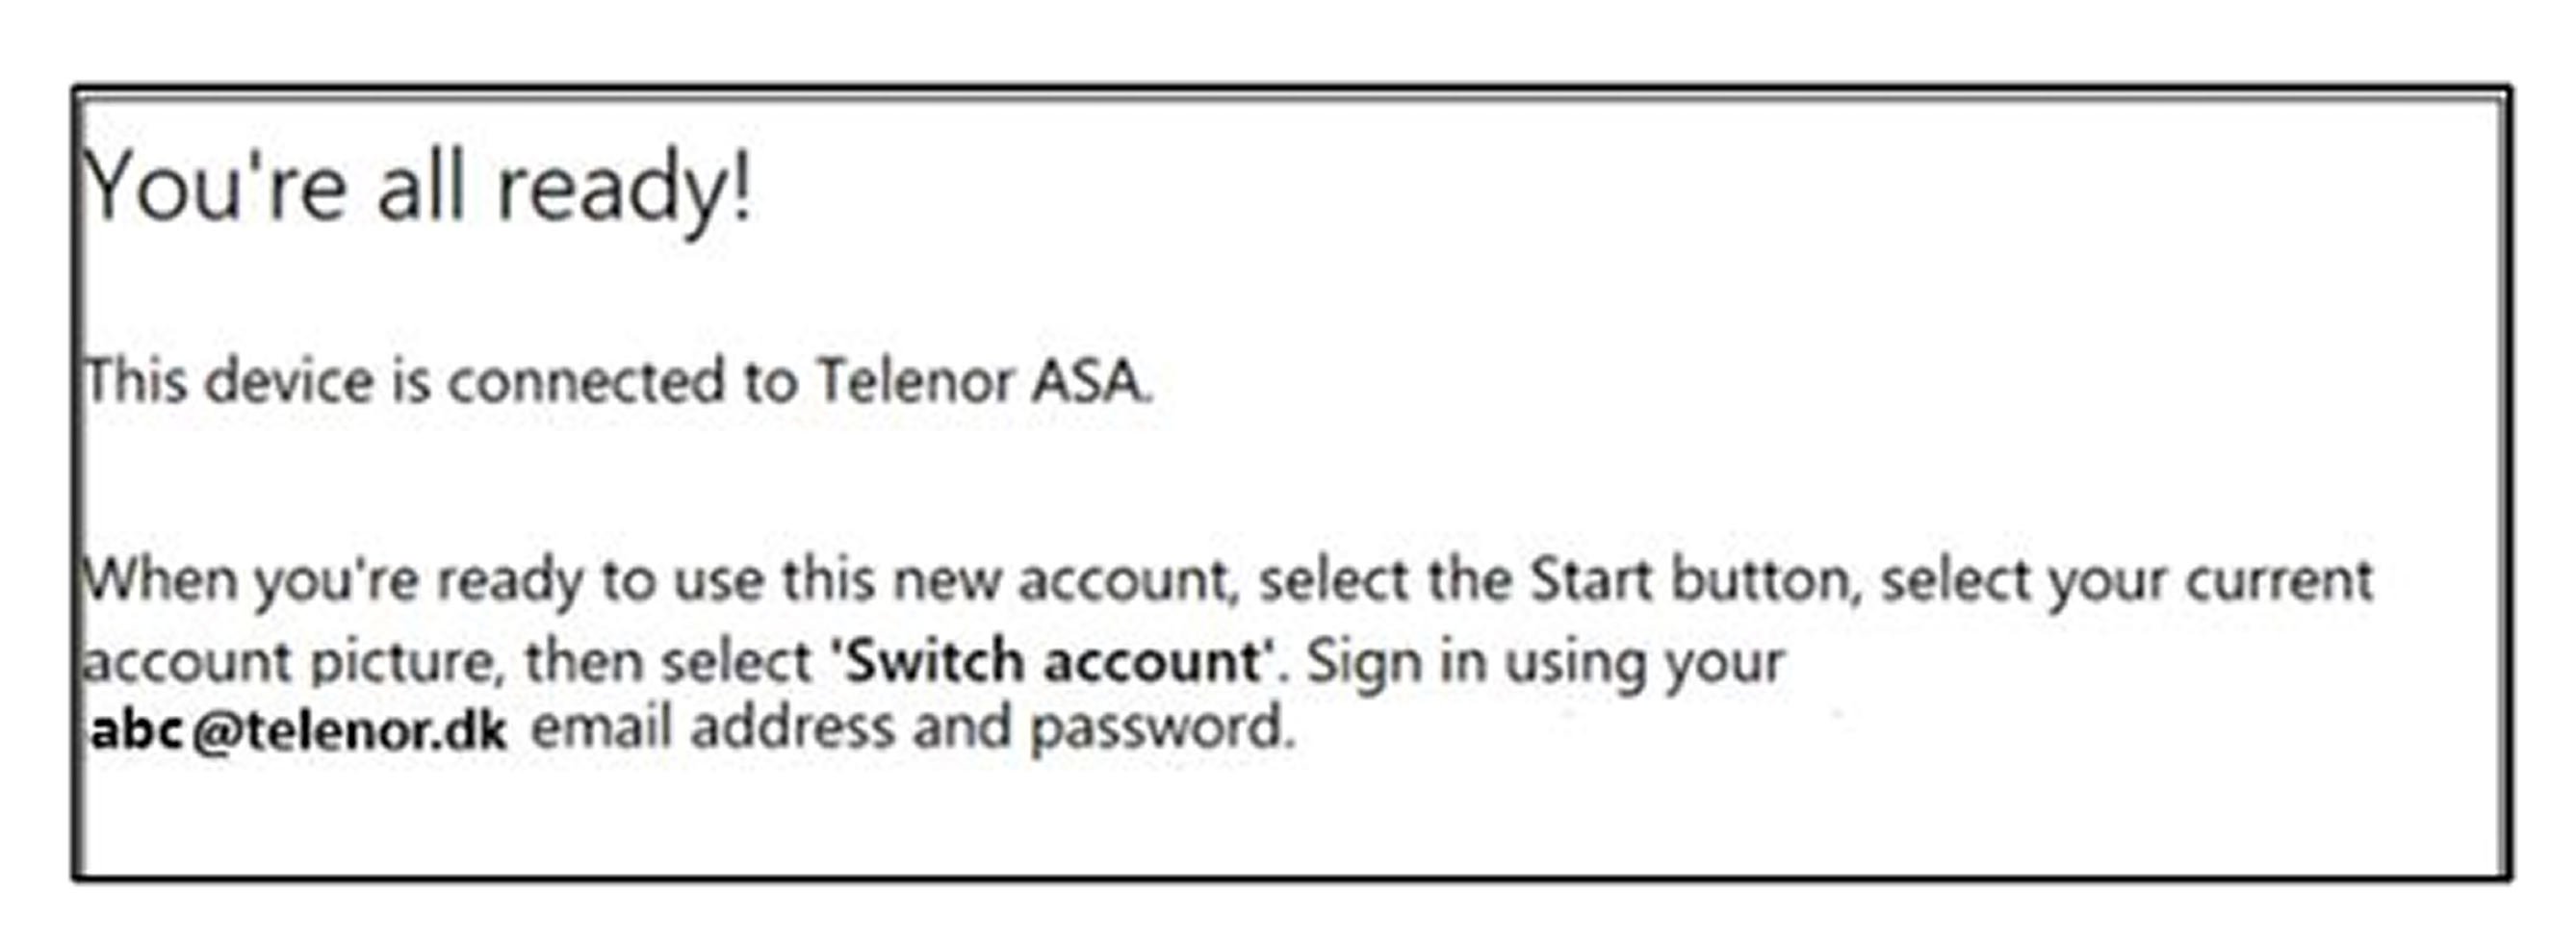 You're all ready!
This device is connected to Telenor ASA.
When you're ready to use this new account, select the Start button, select your current
account picture, then select 'Switch account'. Sign in using your
abc@telenor.dk email address and password.